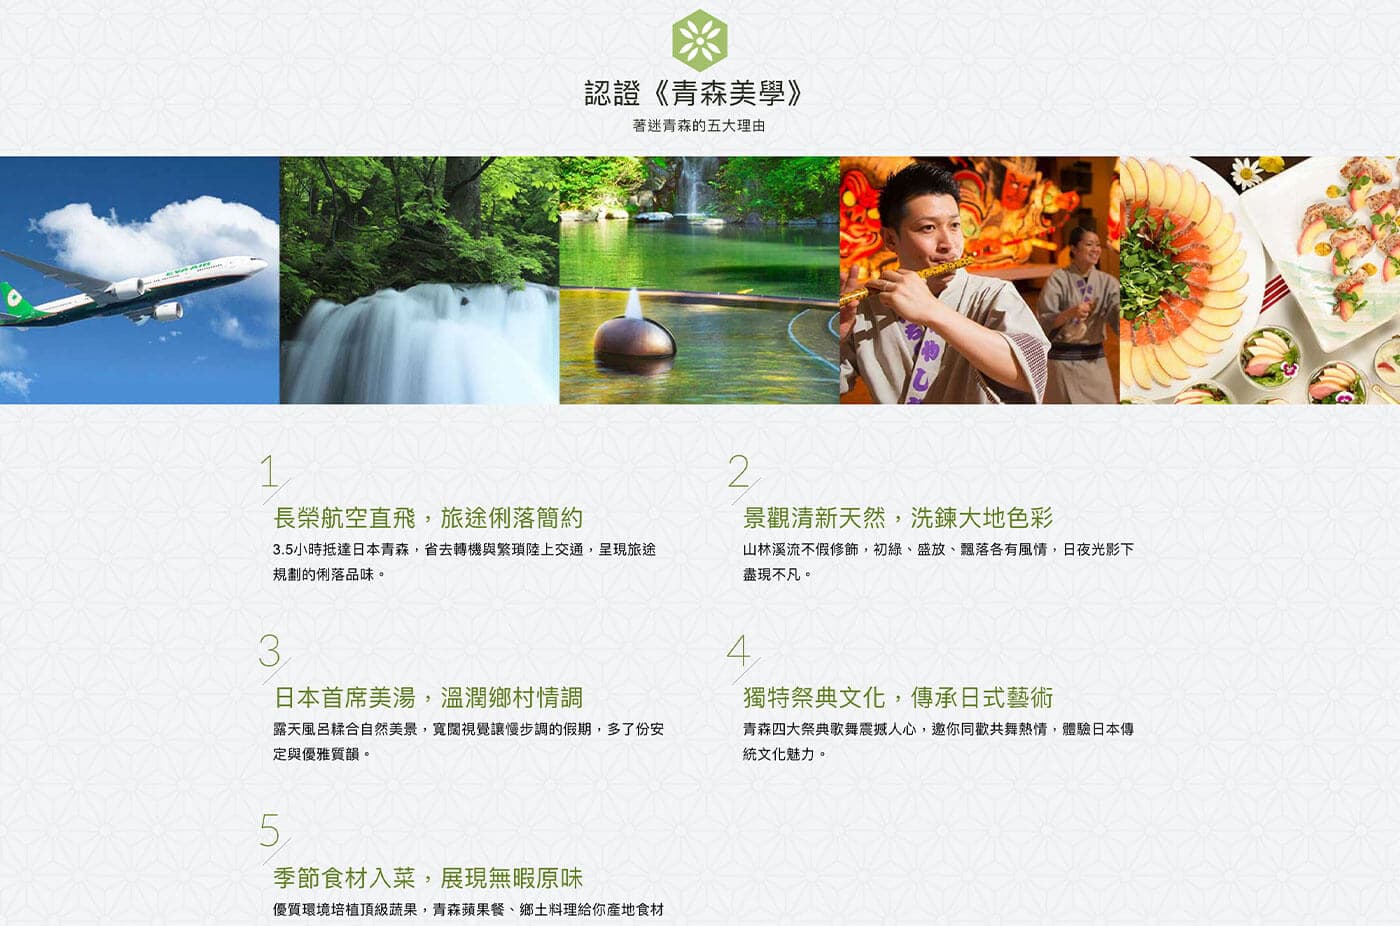 認證《青森美學》
著迷青森的五大理由
EVA AIR
1
長榮航空直飛，旅途俐落簡約
3.5小時抵達日本青森，省去轉機與繁瑣陸上交通，呈現旅途
規劃的俐落品味。
2
景觀清新天然，洗鍊大地色彩
山林溪流不假修飾，初綠、盛放、飄落各有風情，日夜光影下
盡現不凡。
3
日本首席美湯，溫潤鄉村情調
露天風呂糅合自然美景，寬闊視覺讓慢步調的假期，多了份安
定與優雅質韻。
4
獨特祭典文化，傳承日式藝術
青森四大祭典歌舞震撼人心，邀你同歡共舞熱情，體驗日本傳
統文化魅力。
5
季節食材入菜，展現無暇原味
優質環境培植頂級蔬果，青森蘋果餐、鄉土料理給你產地食材